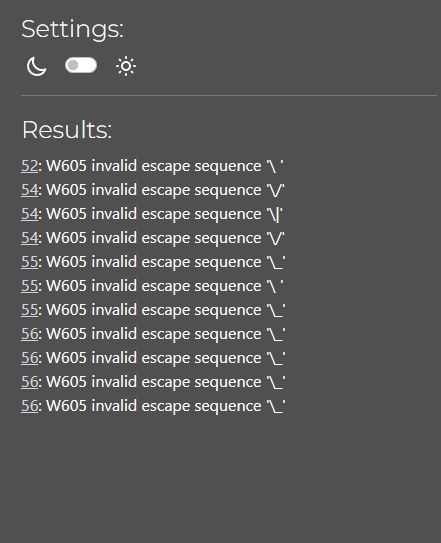 Settings:
Results:
52: W605 invalid escape sequence '\ '
54: W605 invalid escape sequence '\/'
54: W605 invalid escape sequence '\|'
54: W605 invalid escape sequence '\/'
55: W605 invalid escape sequence '\_'
55: W605 invalid escape sequence '\ '
55: W605 invalid escape sequence '\_'
56: W605 invalid escape sequence '\_'
56: W605 invalid escape sequence '\_'
56: W605 invalid escape sequence '\_'
56: W605 invalid escape sequence '\_'